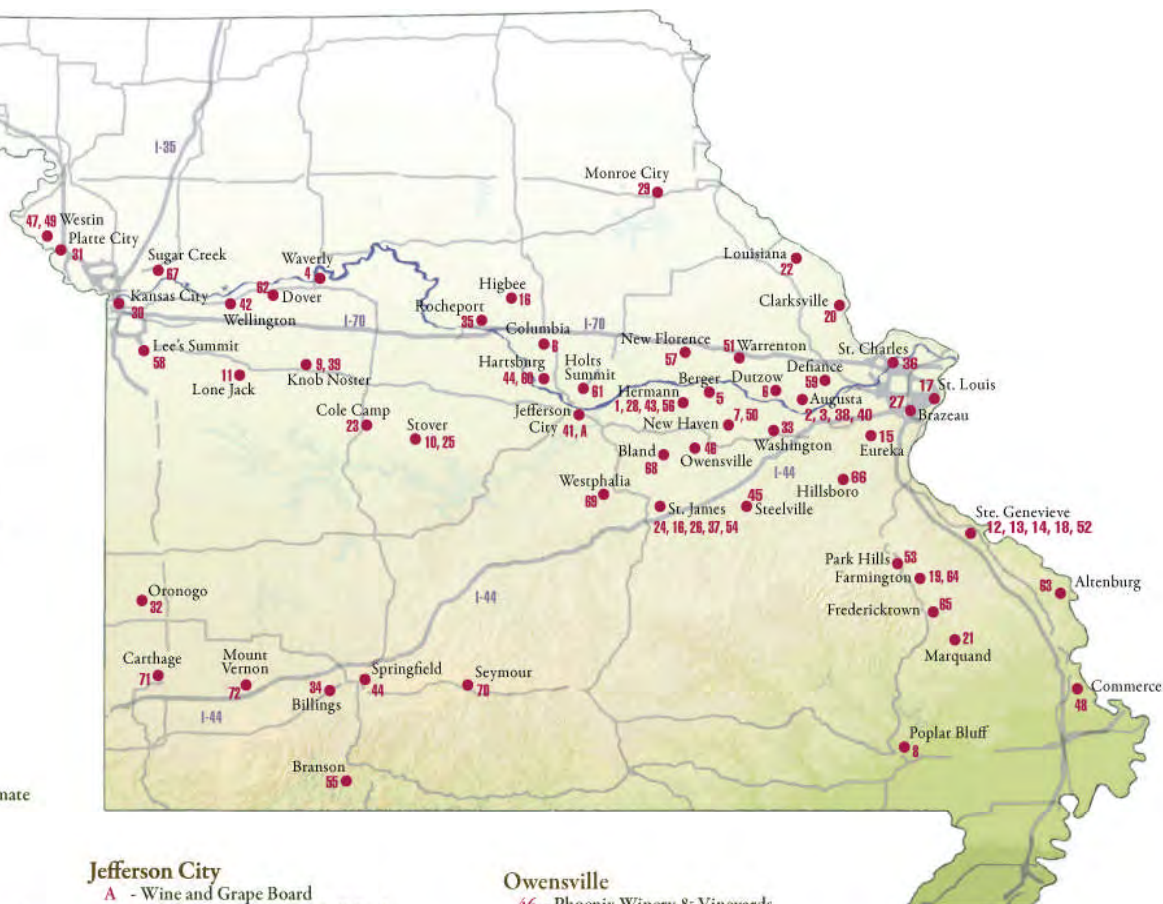 I-35
Monroe City
29
47, 49 Westin
Platte City
31
Sugar Creek
67
Waverly
4
Louisiana
22
62
Dover
Higbee
16
Kansas City
30
42
Wellington
Rocheport
35
Clarksville
20
I-70
Columbia
I-70
6
Lee's Summit
58
New Florence
57
51 Warrenton
St. Charles
36
11
Lone Jack
9, 39
Knob Noster
Hartsburg
44, 60
Holts
Summit
61
Hermann
1, 28, 43, 56
Berger
5
Dutzow
6
Defiance
59
Augusta
2, 3, 38, 40
17 St. Louis
27
Brazeau
Cole Camp
23
Stover
10, 25
Jefferson
City
41, A
New Haven
7, 50
33
Washington
15
Eureka
Bland
68
46
Owensville
I-44
Hillsboro
66
Westphalia
69
St. James
24, 16, 26, 37, 54
45
Steelville
Ste. Genevieve
12, 13, 14, 18, 52
Park Hills 53
Farmington 19, 64
63 Altenburg
Oronogo
32
I-44
Fredericktown 65
21
Marquand
Carthage
71
Mount
Vernon
72
34
Billings
Springfield
44
Seymour
70
Commerce
48
I-44
Poplar Bluff
8
Branson
55
Jefferson City
A - Wine and Grape Board
Owensville
46 - Phoenix Winery & Vineyards